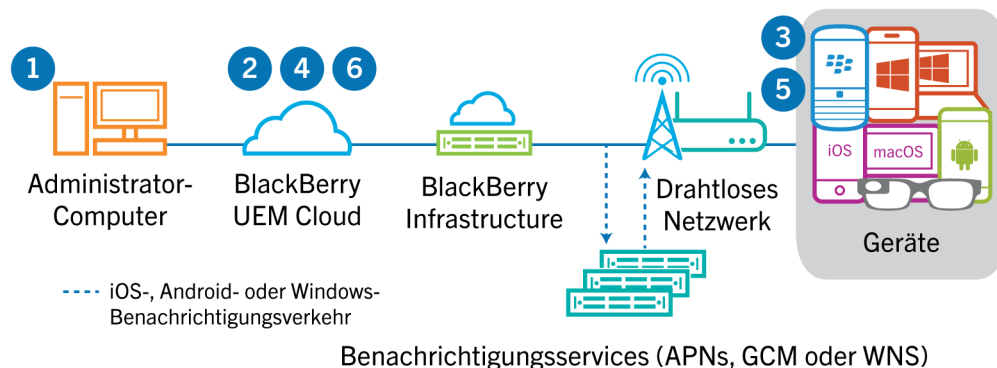 1
2 4 6
3
5
iOS
macOS
Administrator-
Computer
BlackBerry
UEM Cloud
BlackBerry
Infrastructure
Drahtloses
Netzwerk
Geräte
iOS-, Android- oder Windows-
Benachrichtigungsverkehr
Benachrichtigungsservices (APNs, GCM oder WNS)